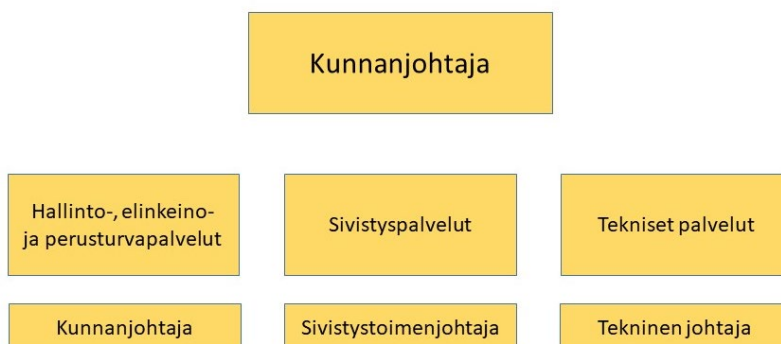 Kunnanjohtaja
Hallinto-, elinkeino-
ja perusturvapalvelut
Sivistyspalvelut
Tekniset palvelut
Kunnanjohtaja
Sivistystoimenjohtaja
Tekninen johtaja